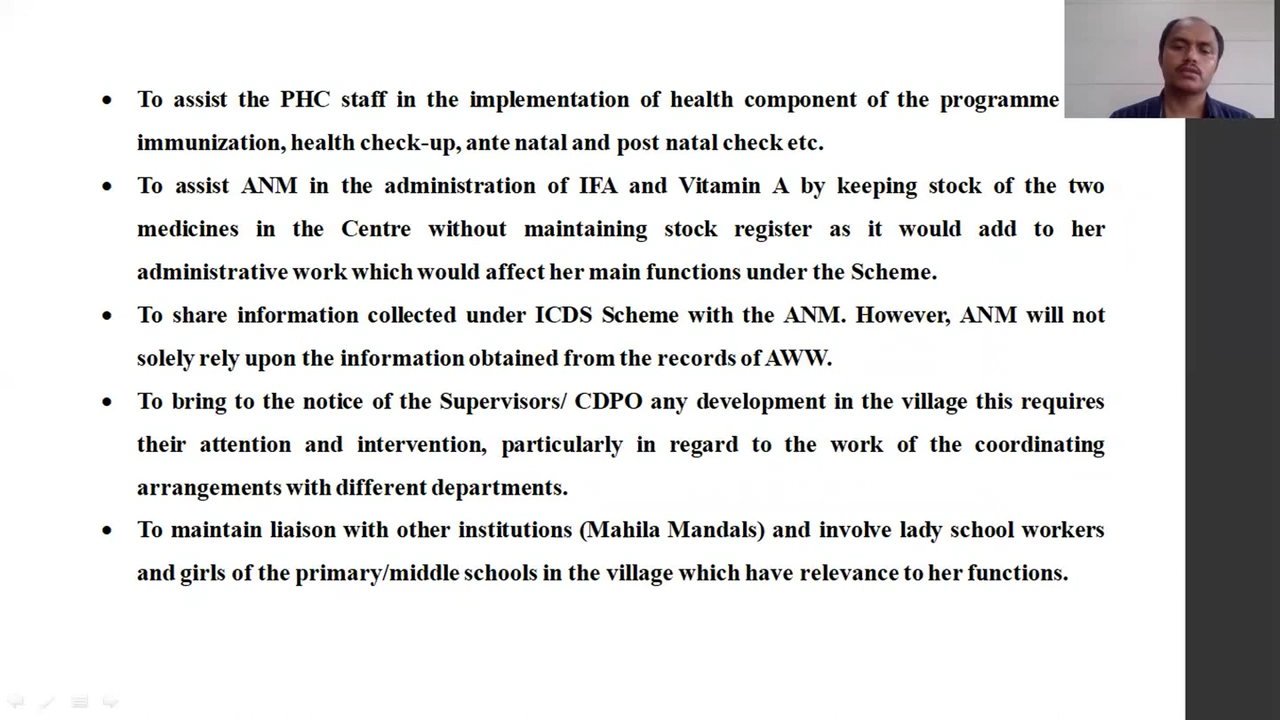 • To assist the PHC staff in the implementation of health component of the programme
immunization, health check-up, ante natal and post natal check etc.
• To assist ANM in the administration of IFA and Vitamin A by keeping stock of the two
medicines in the Centre without maintaining stock register as it would add to her
administrative work which would affect her main functions under the Scheme.
• To share information collected under ICDS Scheme with the ANM. However, ANM will not
solely rely upon the information obtained from the records of AWW.
• To bring to the notice of the Supervisors/ CDPO any development in the village this requires
their attention and intervention, particularly in regard to the work of the coordinating
arrangements with different departments.
• To maintain liaison with other institutions (Mahila Mandals) and involve lady school workers
and girls of the primary/middle schools in the village which have relevance to her functions.